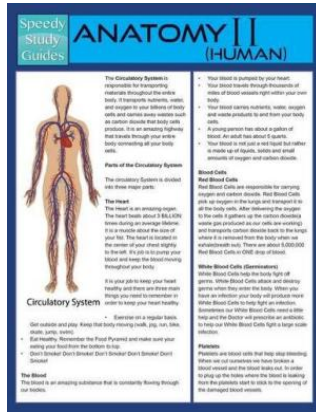 Speedy
Study
Guides
ANATOMY II
(HUMAN)
The Circulatory System is
responsible for transporting
materials throughout the entire
body. It transports nutrients, water,
and oxygen to your billions of body
cells and carries away wastes such
as carbon dioxide that body cells
produce. It is an amazing highway
that travels through your entire
body connecting all your body
cells.
Parts of the Circulatory System
The circulatory System is divided
into three major parts:
The Heart
The Heart is an amazing organ.
The heart beats about 3 BILLION
times during an average lifetime.
It is a muscle about the size of
your fist. The heart is located in
the center of your chest slightly
to the left. It's job is to pump your
blood and keep the blood moving
throughout your body.
It is your job to keep your heart
healthy and there are three main
things you need to remember in
order to keep your heart healthy.
Circulatory System
• Exercise on a regular basis.
Get outside and play. Keep that body moving (walk, jog, run, bike,
skate, jump, swim).
• Eat Healthy. Remember the Food Pyramid and make sure your
eating your food from the bottom to top.
• Don't Smoke! Don't Smoke! Don't Smoke! Don't Smoke! Don't
Smoke!
The Blood
The blood is an amazing substance that is constantly flowing through
our bodies.
• Your blood is pumped by your heart.
• Your blood travels through thousands of
miles of blood vessels right within your own
body.
• Your blood carries nutrients, water, oxygen
and waste products to and from your body
cells.
• A young person has about a gallon of
blood. An adult has about 5 quarts.
• Your blood is not just a red liquid but rather
is made up of liquids, solids and small
amounts of oxygen and carbon dioxide.
Blood Cells
Red Blood Cells
Red Blood Cells are responsible for carrying
oxygen and carbon dioxide. Red Blood Cells
pick up oxygen in the lungs and transport it to
all the body cells. After delivering the oxygen
to the cells it gathers up the carbon dioxide(a
waste gas produced as our cells are working)
and transports carbon dioxide back to the lungs
where it is removed from the body when we
exhale(breath out). There are about 5,000,000
Red Blood Cells in ONE drop of blood.
White Blood Cells (Germinators)
White Blood Cells help the body fight off
germs. White Blood Cells attack and destroy
germs when they enter the body. When you
have an infection your body will produce more
White Blood Cells to help fight an infection.
Sometimes our White Blood Cells need a little
help and the Doctor will prescribe an antibiotic
to help our White Blood Cells fight a large scale
infection.
Platelets
Platelets are blood cells that help stop bleeding.
When we cut ourselves we have broken a
blood vessel and the blood leaks out. In order
to plug up the holes where the blood is leaking
from the platelets start to stick to the opening of
the damaged blood vessels.